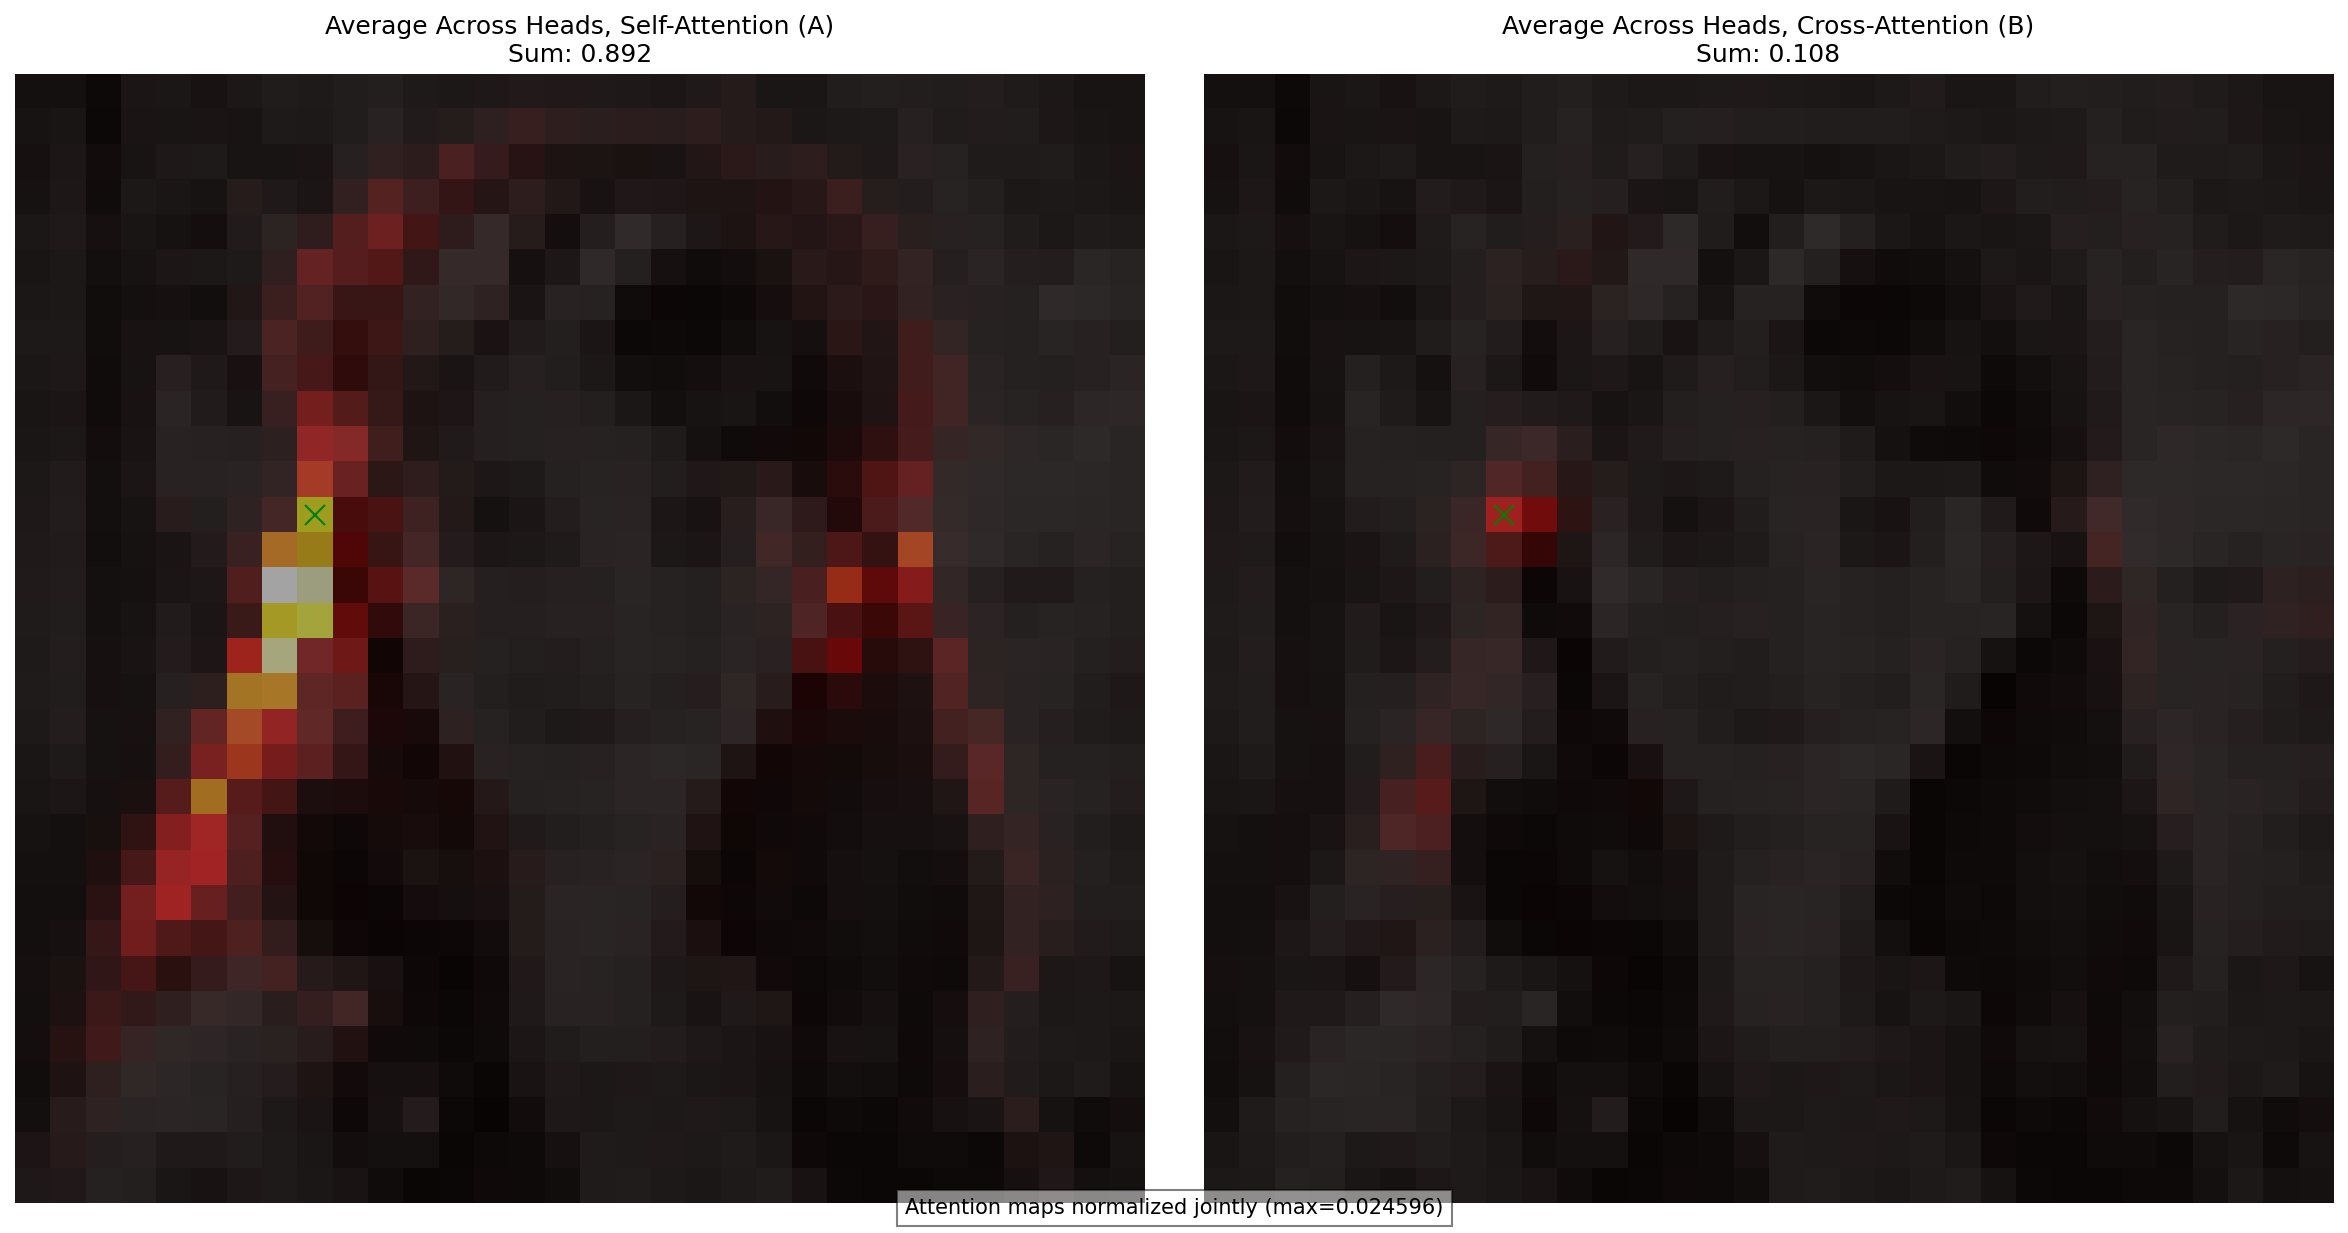 Average Across Heads, Self-Attention (A)
Sum: 0.892
Average Across Heads, Cross-Attention (B)
Sum: 0.108
Attention maps normalized jointly (max=0.024596)